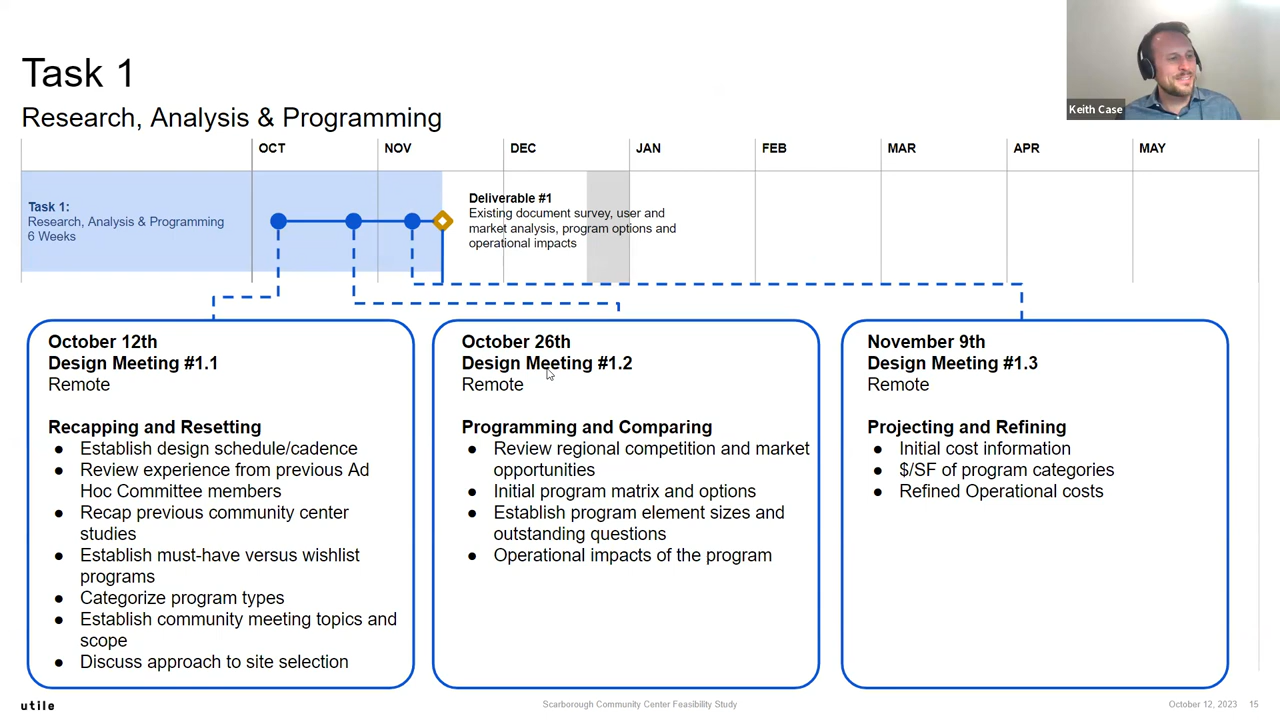 Task 1
Research, Analysis & Programming
Keith Case
OCT
NOV
DEC
JAN
FEB
MAR
APR
MAY
Task 1:
Research, Analysis & Programming
6 Weeks
Deliverable #1
Existing document survey, user and
market analysis, program options and
operational impacts
October 12th
Design Meeting #1.1
Remote
Recapping and Resetting
● Establish design schedule/cadence
● Review experience from previous Ad
Hoc Committee members
● Recap previous community center
studies
● Establish must-have versus wishlist
programs
● Categorize program types
● Establish community meeting topics and
scope
● Discuss approach to site selection
October 26th
Design Meeting #1.2
Remote
Programming and Comparing
● Review regional competition and market
opportunities
● Initial program matrix and options
● Establish program element sizes and
outstanding questions
● Operational impacts of the program
November 9th
Design Meeting #1.3
Remote
Projecting and Refining
● Initial cost information
● $/SF of program categories
● Refined Operational costs
utile
Scarborough Community Center Feasibility Study
October 12, 2023 15